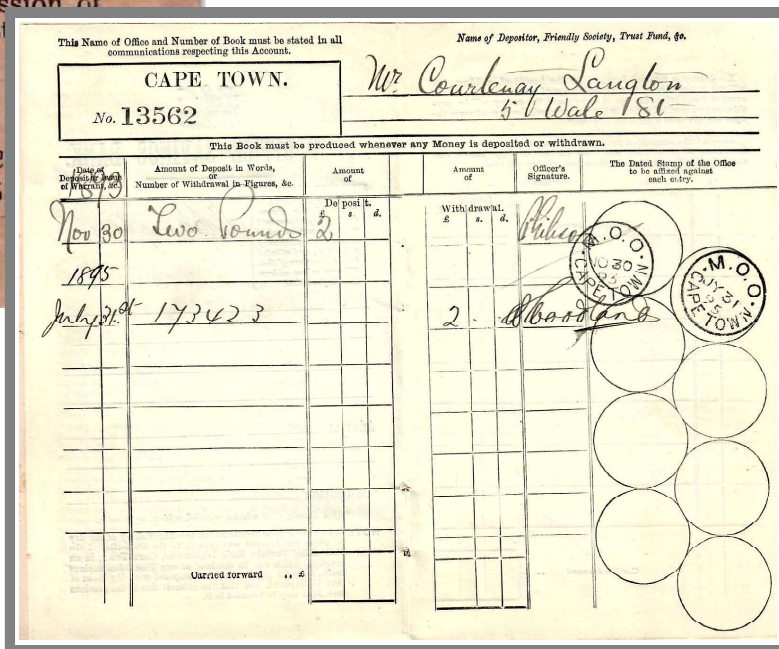 ssion of
This Name of Office and Number of Book must be stated in all
communications respecting this Account.
CAPE TOWN.
No. 13562
Name of Depositor, Friendly Society, Trust Fund, &c.
Mr Courtenay Langton
50 Wale St
This Book must be produced whenever any Money is deposited or withdrawn.
Date of
Deposit or Issue
of Warrant, &c.
Amount of Deposit in Words,
or
Number of Withdrawal in Figures, &c.
Amount
of
Deposit.
£ s. d.
Amount
of
Withdrawal.
£ s. d.
Officer's
Signature.
The Dated Stamp of the Office
to be affixed against
each entry.
Nov 30 Two Pounds 2
M.O.O.
30
CAPE TOWN
1895
July 31st 173423 2
M.O.O.
JY 31
95
CAPE TOWN
Carried forward .. £